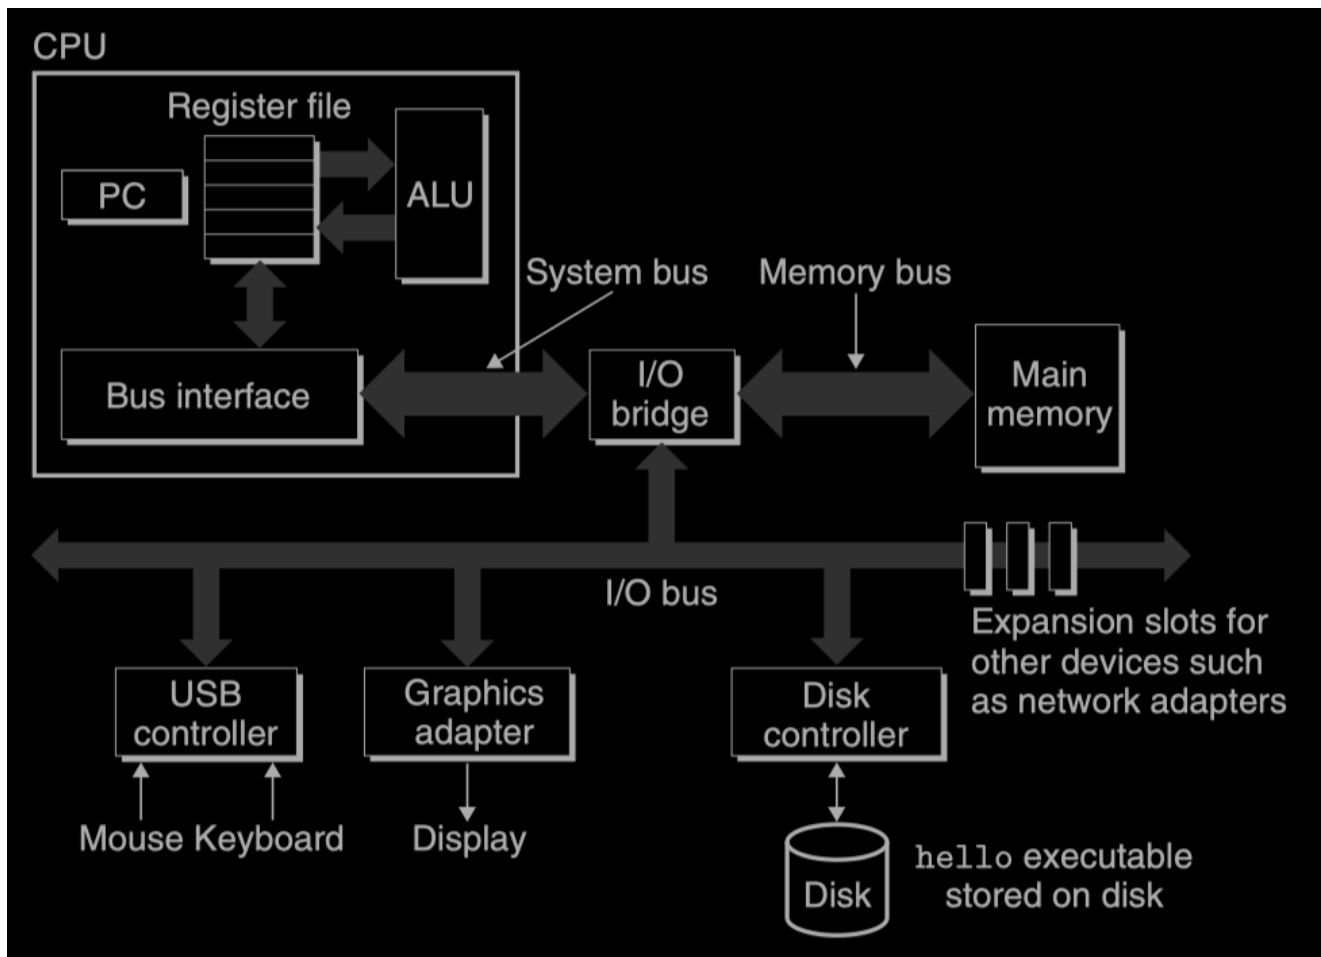 CPU
Register file
PC
ALU
System bus
Memory bus
Bus interface
I/O
bridge
Main
memory
I/O bus
Expansion slots for
other devices such
as network adapters
USB
controller
Graphics
adapter
Disk
controller
Mouse Keyboard
Display
Disk
hello executable
stored on disk